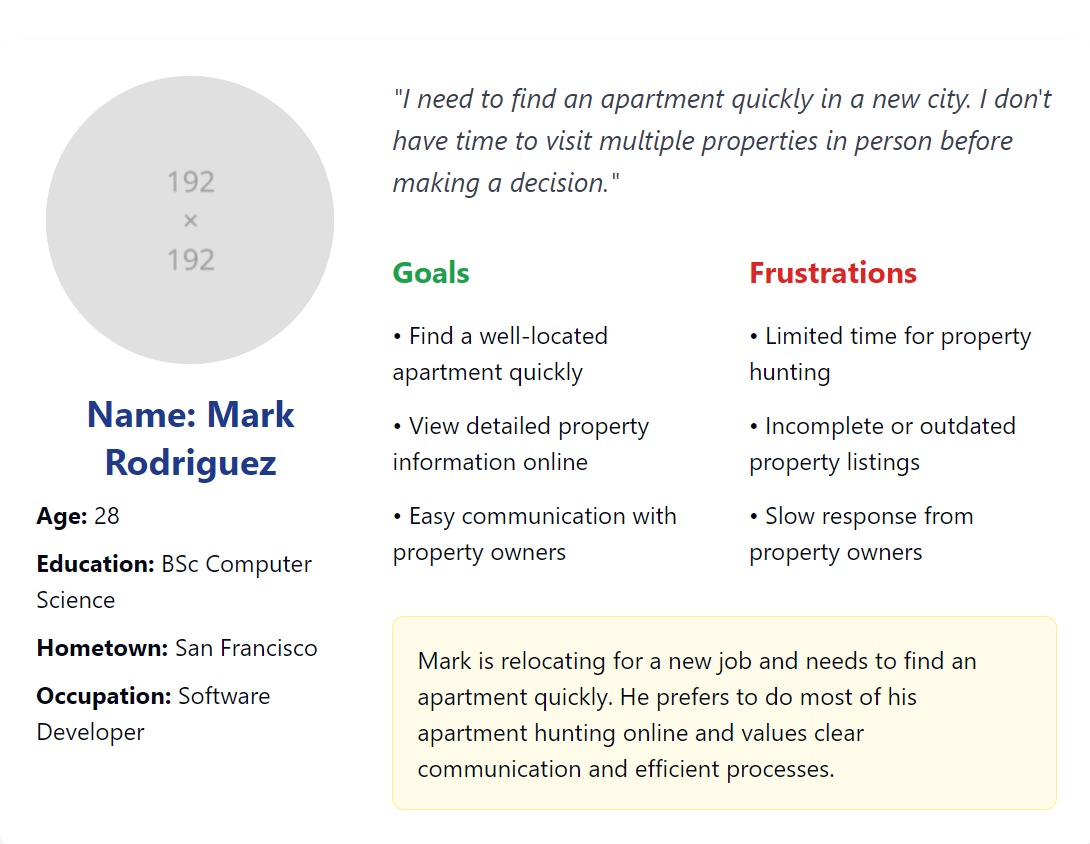 192
×
192
Name: Mark
Rodriguez
Age: 28
Education: BSc Computer
Science
Hometown: San Francisco
Occupation: Software
Developer
"I need to find an apartment quickly in a new city. I don't
have time to visit multiple properties in person before
making a decision."
Goals
• Find a well-located
apartment quickly
• View detailed property
information online
• Easy communication with
property owners
Frustrations
• Limited time for property
hunting
• Incomplete or outdated
property listings
• Slow response from
property owners
Mark is relocating for a new job and needs to find an
apartment quickly. He prefers to do most of his
apartment hunting online and values clear
communication and efficient processes.